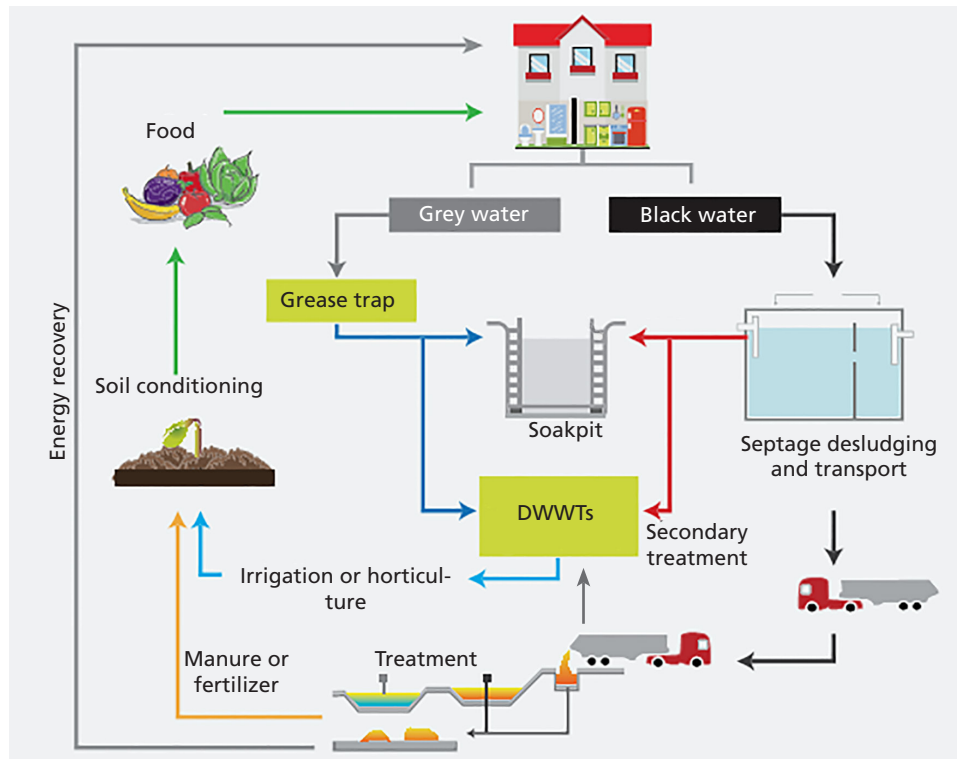 Food
Grey water
Black water
Grease trap
Energy recovery
Soil conditioning
Soakpit
Septage desludging
and transport
DWWTs
Secondary
treatment
Irrigation or horticul-
ture
Manure or
fertilizer
Treatment